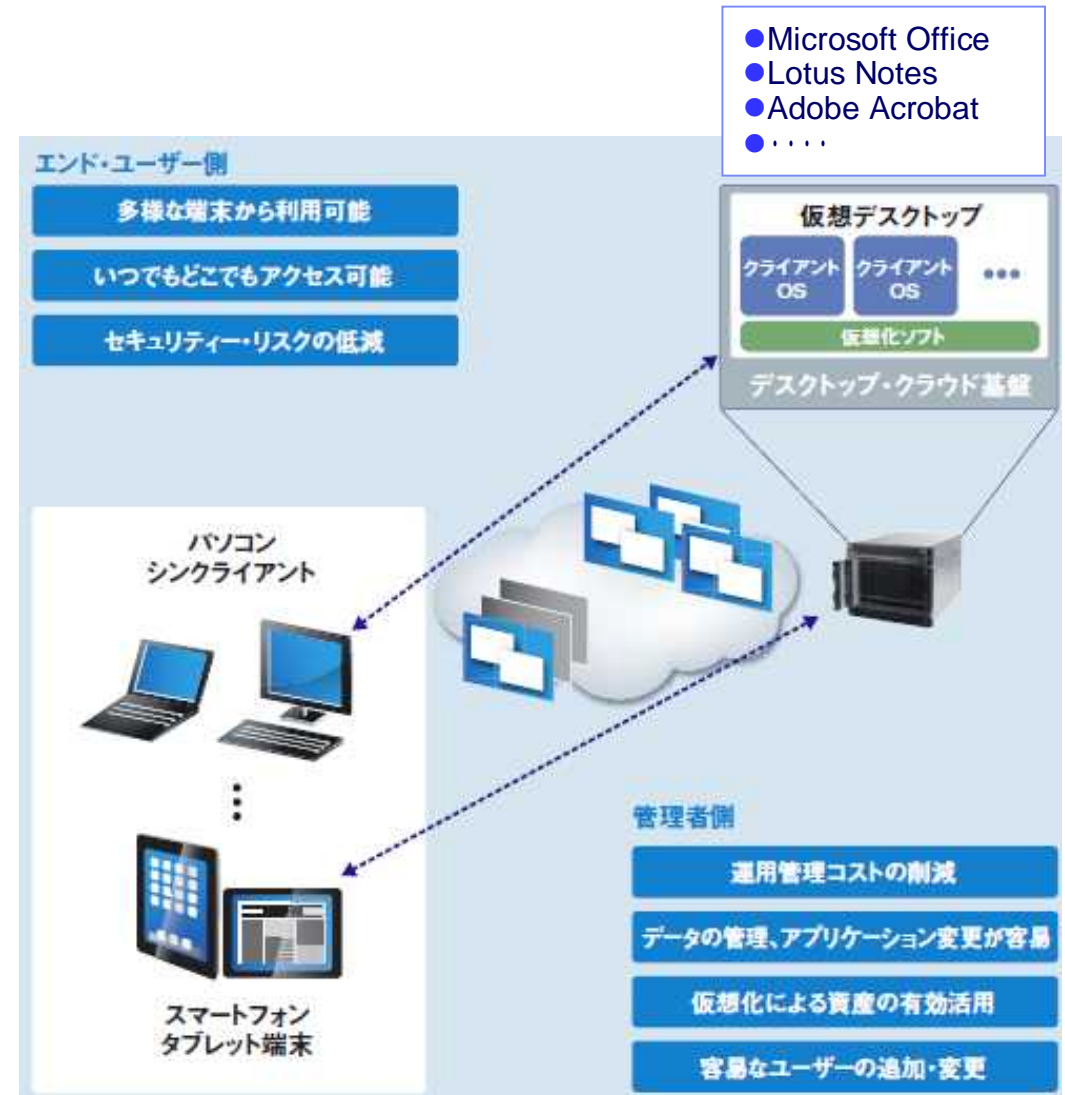 ●Microsoft Office
●Lotus Notes
●Adobe Acrobat
●・・・・
エンド・ユーザー側
多様な端末から利用可能
いつでもどこでもアクセス可能
セキュリティー・リスクの低減
仮想デスクトップ
クライアント
OS
クライアント
OS
●●●
仮想化ソフト
デスクトップ・クラウド基盤
パソコン
シンクライアント
スマートフォン
タブレット端末
管理者側
運用管理コストの削減
データの管理、アプリケーション変更が容易
仮想化による資産の有効活用
容易なユーザーの追加・変更